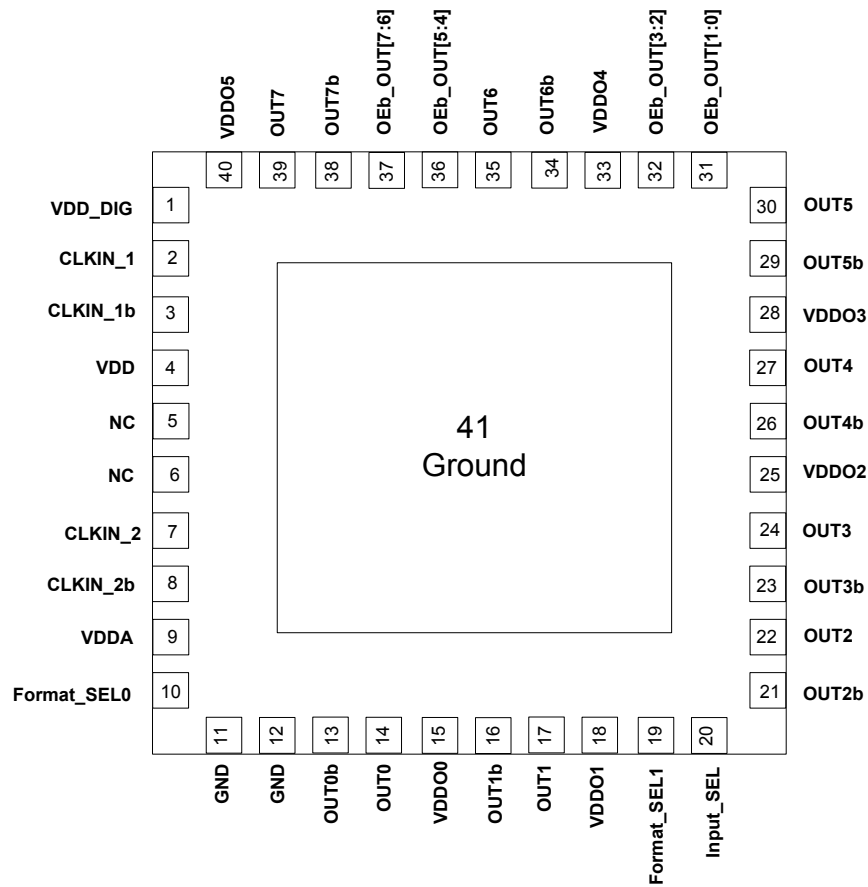 VDDO5
OUT7
OUT7b
OEb_OUT[7:6]
OEb_OUT[5:4]
OUT6
OUT6b
VDDO4
OEb_OUT[3:2]
OEb_OUT[1:0]
40
39
38
37
36
35
34
33
32
31
VDD_DIG 1
CLKIN_1 2
CLKIN_1b 3
VDD 4
NC 5
NC 6
CLKIN_2 7
CLKIN_2b 8
VDDA 9
Format_SEL0 10
41
Ground
30 OUT5
29 OUT5b
28 VDDO3
27 OUT4
26 OUT4b
25 VDDO2
24 OUT3
23 OUT3b
22 OUT2
21 OUT2b
11
12
13
14
15
16
17
18
19
20
GND
GND
OUT0b
OUT0
VDDO0
OUT1b
OUT1
VDDO1
Format_SEL1
Input_SEL